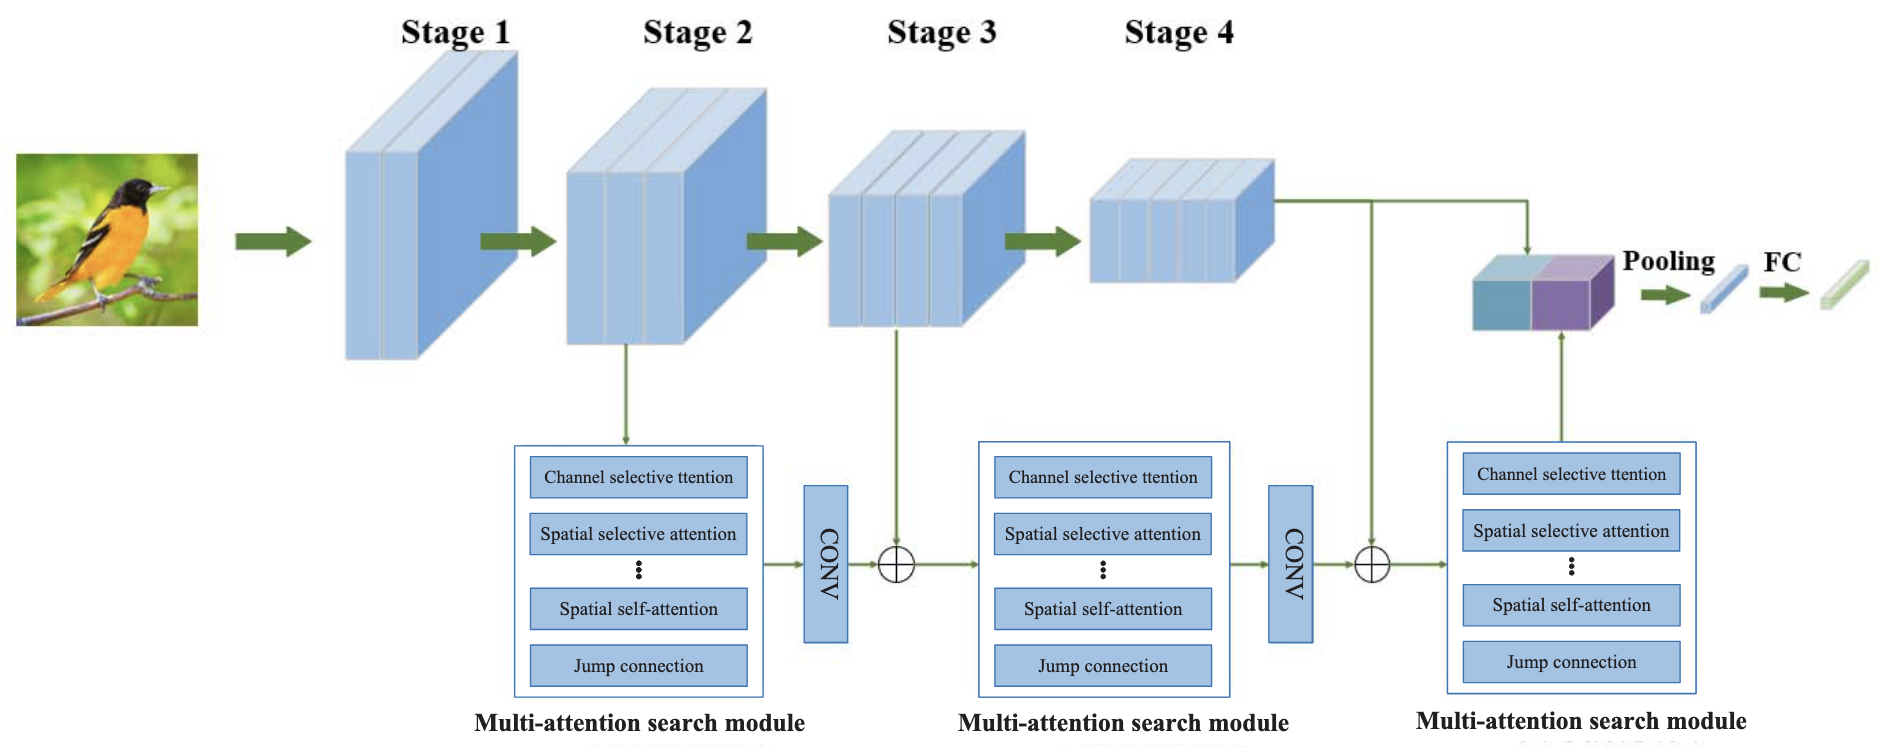 Stage 1
Stage 2
Stage 3
Stage 4
Pooling
FC
Channel selective ttention
Spatial selective attention
Spatial self-attention
Jump connection
Multi-attention search module
CONV
Channel selective ttention
Spatial selective attention
Spatial self-attention
Jump connection
Multi-attention search module
CONV
Channel selective ttention
Spatial selective attention
Spatial self-attention
Jump connection
Multi-attention search module